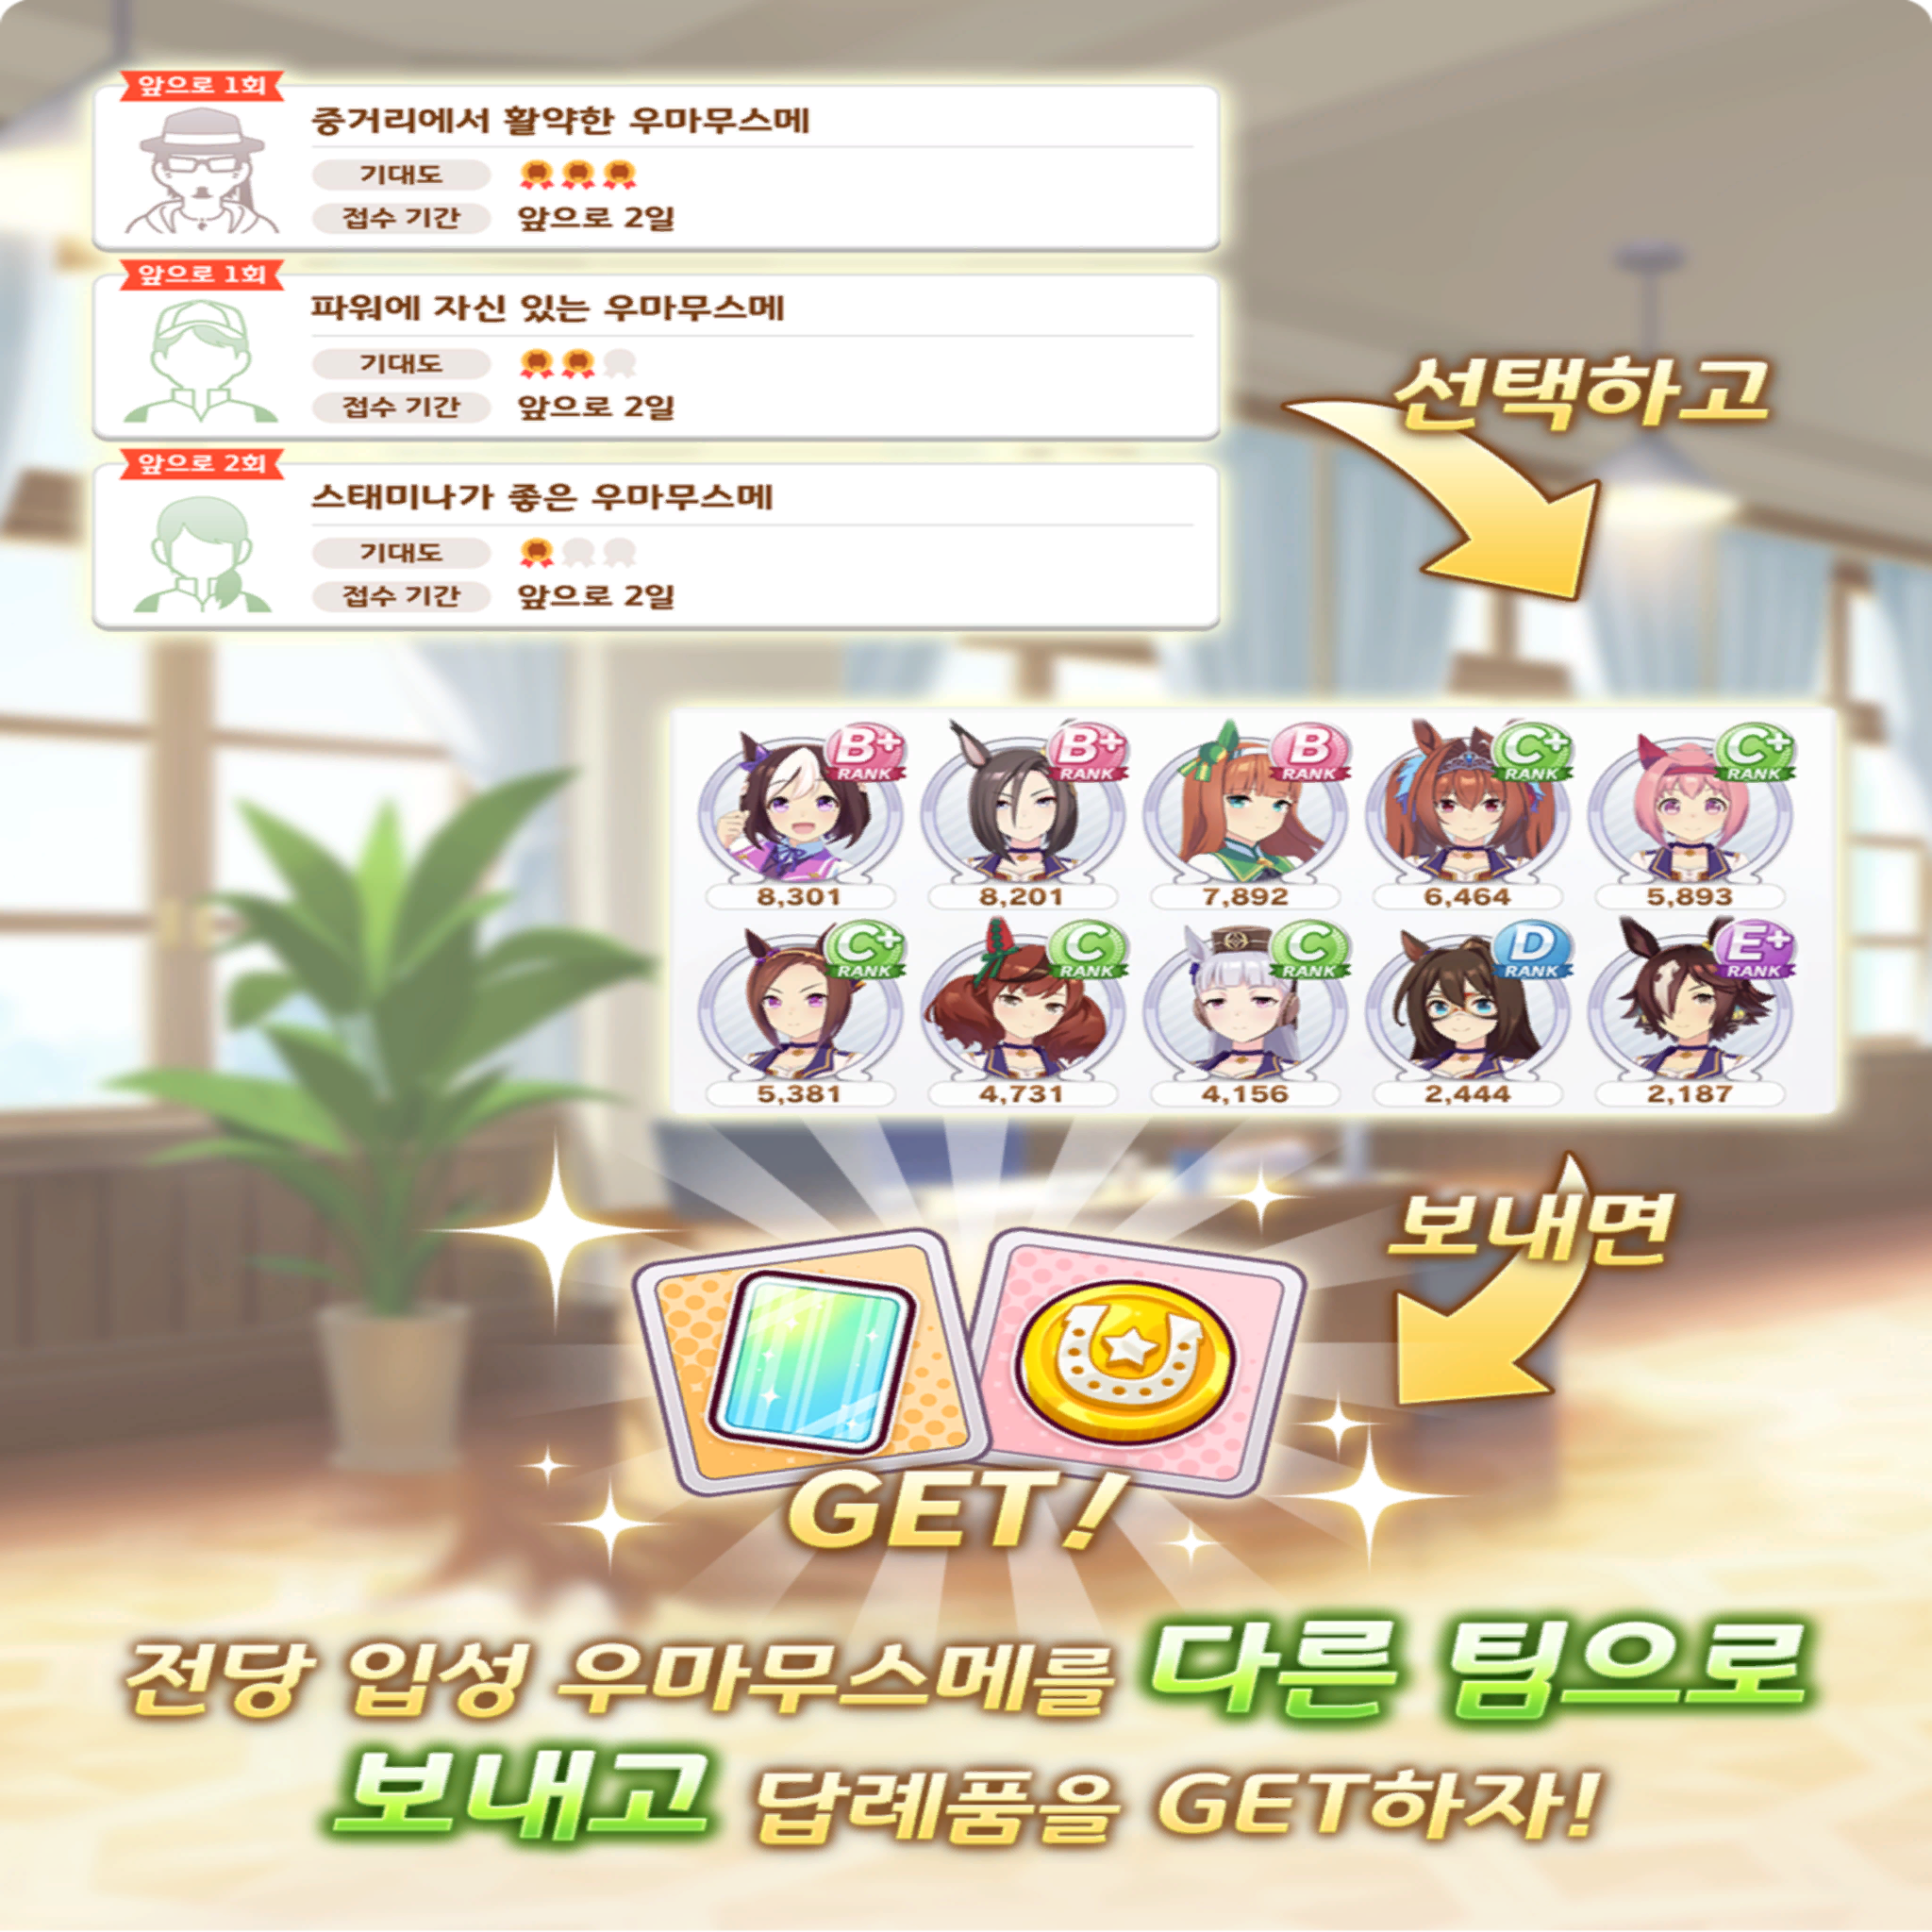 앞으로 1회
중거리에서 활약한 우마무스메
기대도
접수 기간 앞으로 2일
앞으로 1회
파워에 자신 있는 우마무스메
기대도
접수 기간 앞으로 2일
앞으로 2회
스태미나가 좋은 우마무스메
기대도
접수 기간 앞으로 2일
선택하고
B+ RANK B+ RANK B RANK C+ RANK C+ RANK
8,301 8,201 7,892 6,464 5,893
C+ RANK C RANK C RANK D RANK E+ RANK
5,381 4,731 4,156 2,444 2,187
보내면
GET!
전당 입성 우마무스메를 다른 팀으로
보내고 답례품을 GET하자!